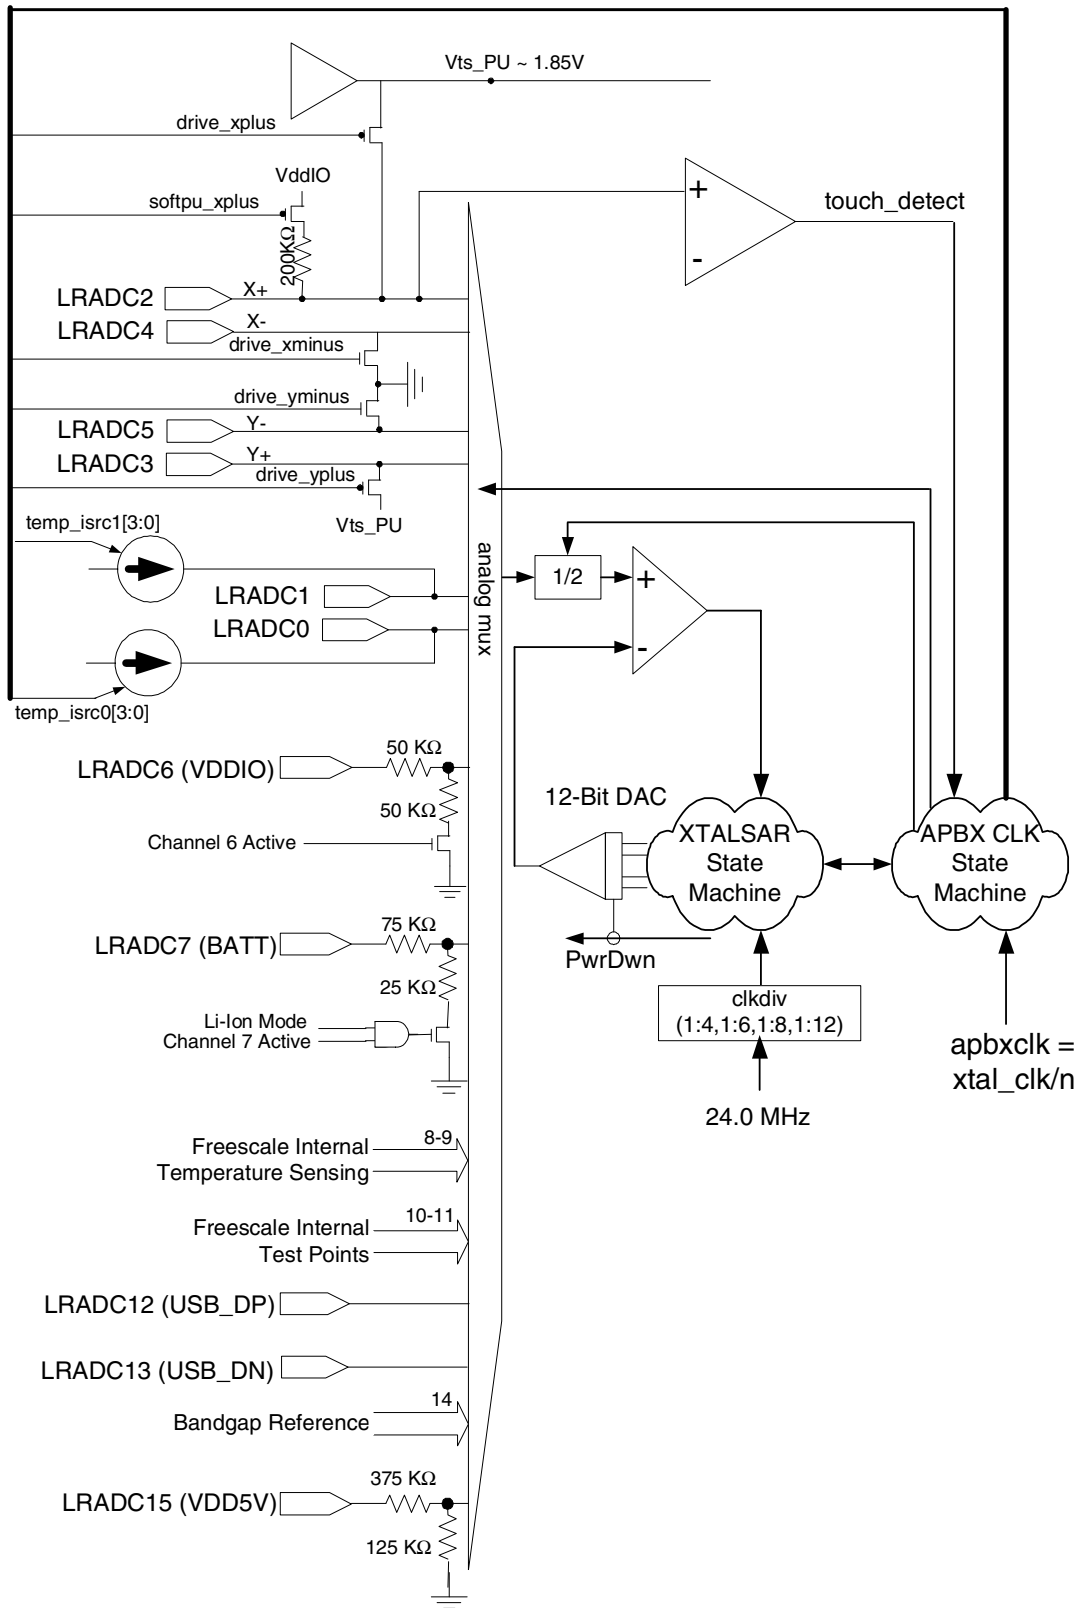 Vts_PU ~ 1.85V
drive_xplus
VddIO
softpu_xplus
200KΩ
+
-
touch_detect
LRADC2
X+
LRADC4
X-
drive_xminus
drive_yminus
LRADC5
Y-
LRADC3
Y+
drive_yplus
Vts_PU
temp_isrc1[3:0]
LRADC1
LRADC0
temp_isrc0[3:0]
analog mux
1/2
+
-
LRADC6 (VDDIO)
50 KΩ
50 KΩ
Channel 6 Active
12-Bit DAC
XTALSAR
State
Machine
APBX CLK
State
Machine
PwrDwn
LRADC7 (BATT)
75 KΩ
25 KΩ
Li-Ion Mode
Channel 7 Active
clkdiv
(1:4,1:6,1:8,1:12)
24.0 MHz
apbxclk =
xtal_clk/n
Freescale Internal
Temperature Sensing
8-9
Freescale Internal
Test Points
10-11
LRADC12 (USB_DP)
LRADC13 (USB_DN)
Bandgap Reference
14
LRADC15 (VDD5V)
375 KΩ
125 KΩ